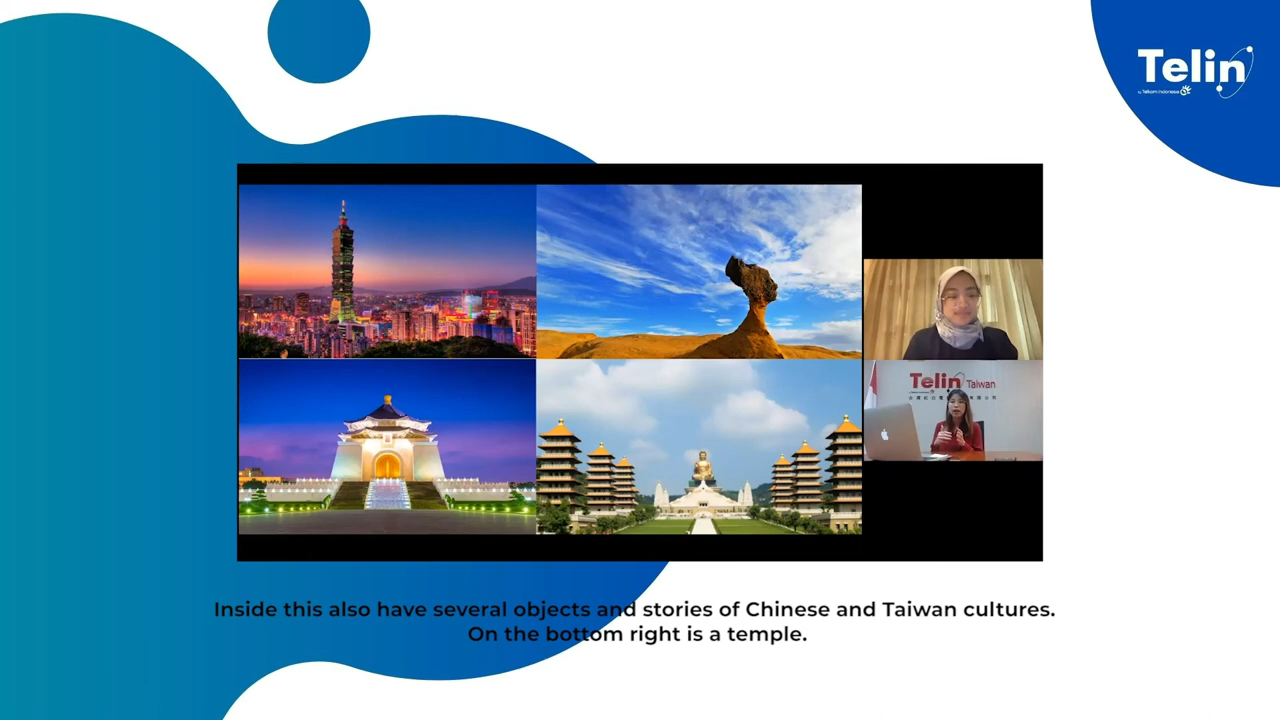 Telin
by Telkom Indonesia
Telin Taiwan
Inside this also have several objects and stories of Chinese and Taiwan cultures.
On the bottom right is a temple.